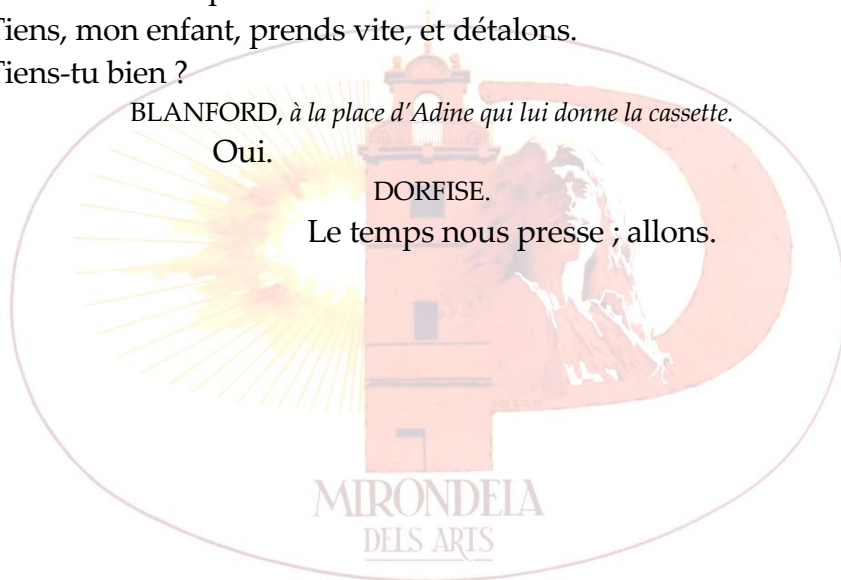 Tiens, mon enfant, prends vite, et détalons.
Tiens-tu bien ?
BLANFORD, à la place d’Adine qui lui donne la cassette.
Oui.
DORFISE.
Le temps nous presse ; allons.
MIRONDELA
DELS ARTS